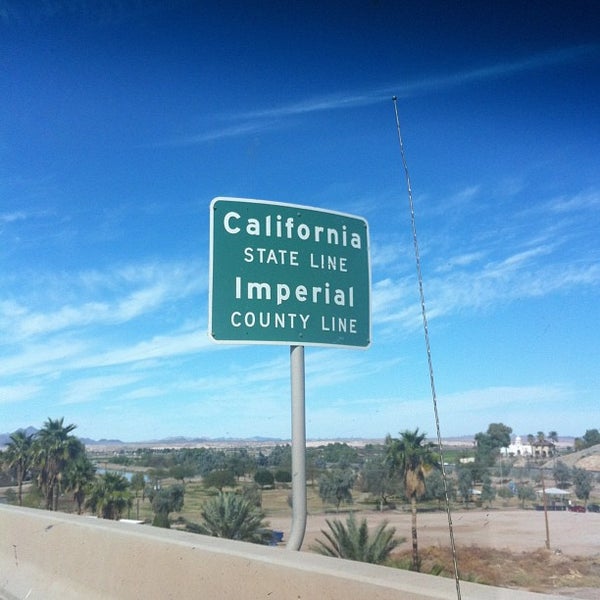 California
STATE LINE
Imperial
COUNTY LINE